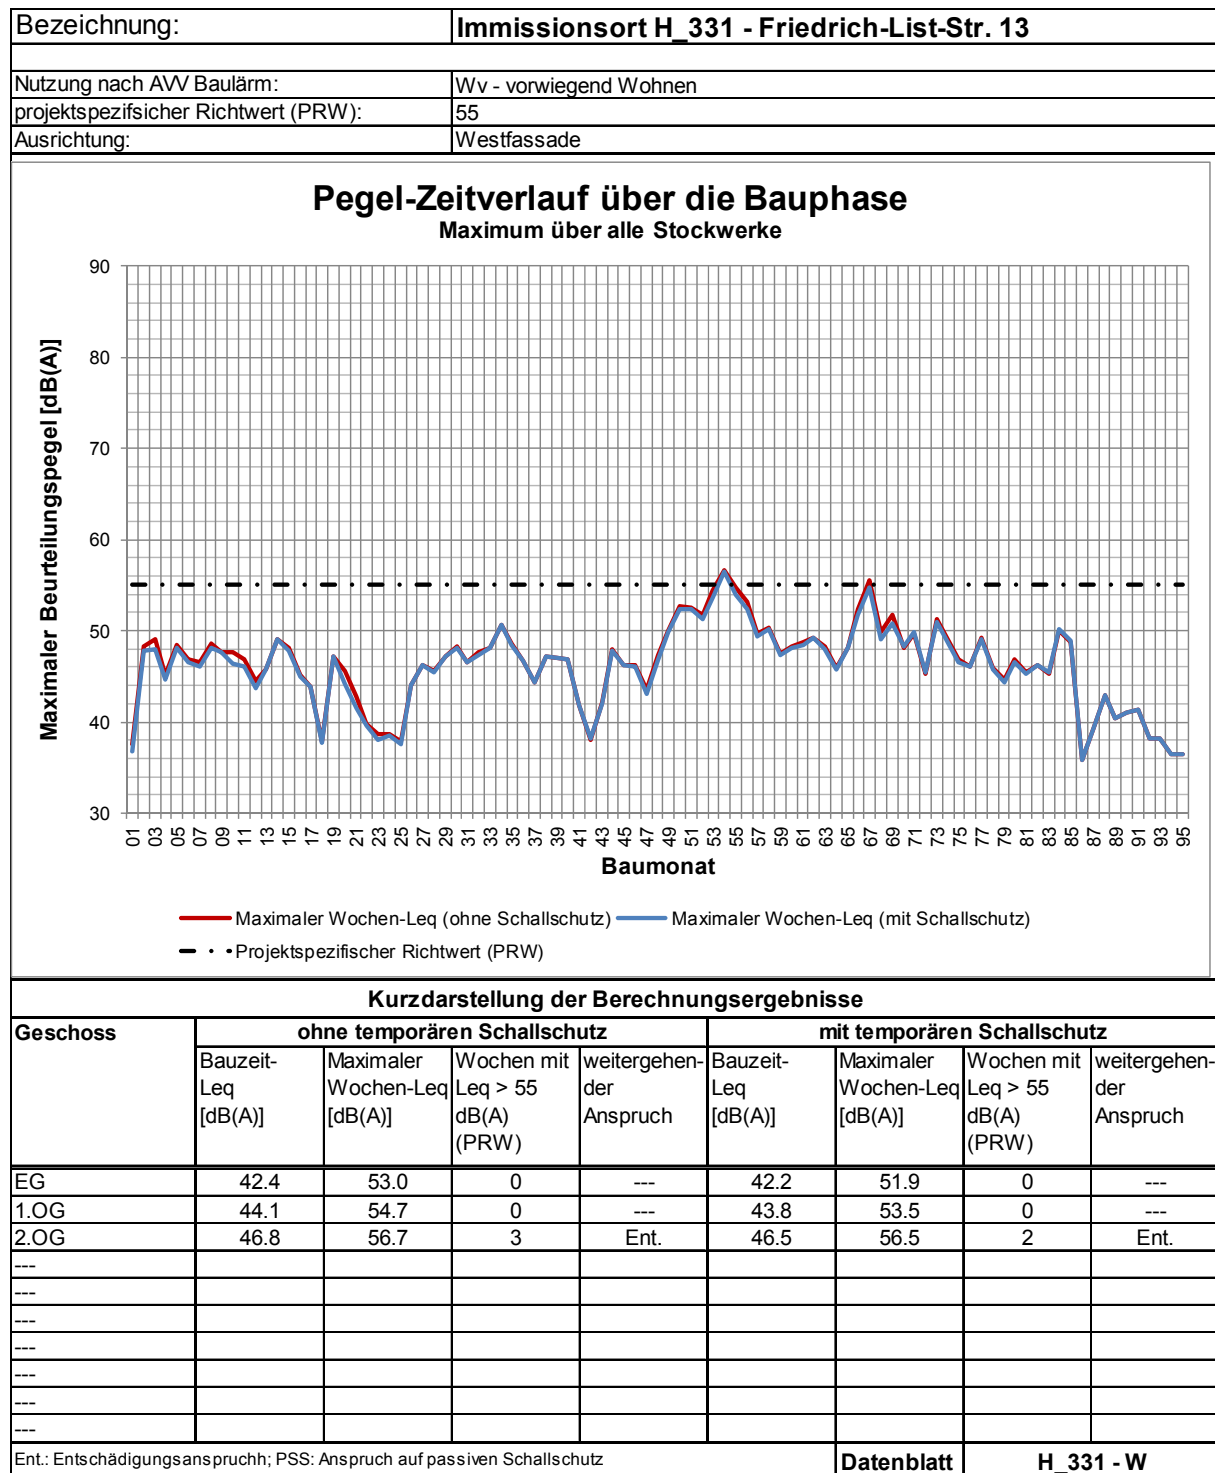 Bezeichnung: Immissionsort H_331 - Friedrich-List-Str. 13
Nutzung nach AVV Baulärm: Wv - vorwiegend Wohnen
projektspezifsicher Richtwert (PRW): 55
Ausrichtung: Westfassade
Pegel-Zeitverlauf über die Bauphase
Maximum über alle Stockwerke
Maximaler Beurteilungspegel [dB(A)]
90
80
70
60
50
40
30
01 03 05 07 09 11 13 15 17 19 21 23 25 27 29 31 33 35 37 39 41 43 45 47 49 51 53 55 57 59 61 63 65 67 69 71 73 75 77 79 81 83 85 87 89 91 93 95
Baumonat
Maximaler Wochen-Leq (ohne Schallschutz) Maximaler Wochen-Leq (mit Schallschutz)
Projektspezifischer Richtwert (PRW)
Kurzdarstellung der Berechnungsergebnisse
Geschoss ohne temporären Schallschutz mit temporären Schallschutz
Bauzeit- Maximaler Wochen mit weitergehen- Bauzeit- Maximaler Wochen mit weitergehen-
Leq Wochen-Leq Leq > 55 der Leq Wochen-Leq Leq > 55 der
[dB(A)] [dB(A)] dB(A) Anspruch [dB(A)] [dB(A)] dB(A) Anspruch
(PRW) (PRW)
EG 42.4 53.0 0 --- 42.2 51.9 0 ---
1.OG 44.1 54.7 0 --- 43.8 53.5 0 ---
2.OG 46.8 56.7 3 Ent. 46.5 56.5 2 Ent.
---
---
---
---
---
---
---
Ent.: Entschädigungsanspruchh; PSS: Anspruch auf passiven Schallschutz Datenblatt H_331 - W